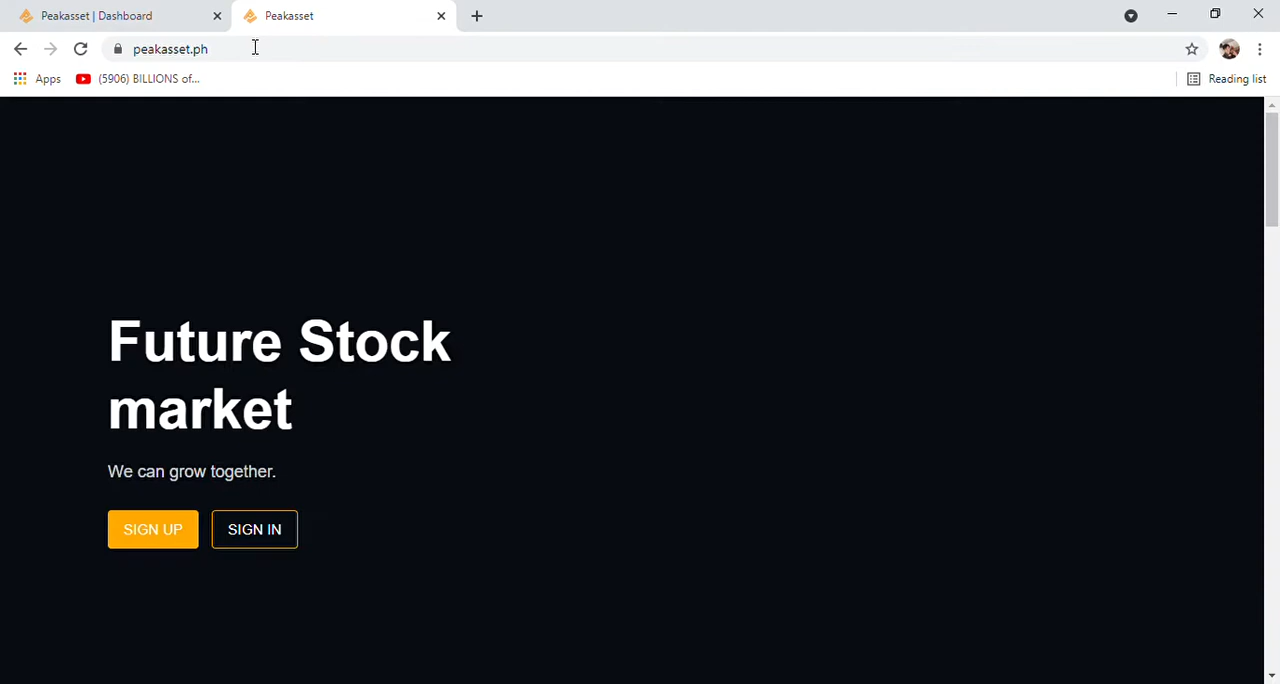 Peakasset | Dashboard
Peakasset
peakasset.ph
Apps
(5906) BILLIONS of...
Reading list
Future Stock
market
We can grow together.
SIGN UP
SIGN IN